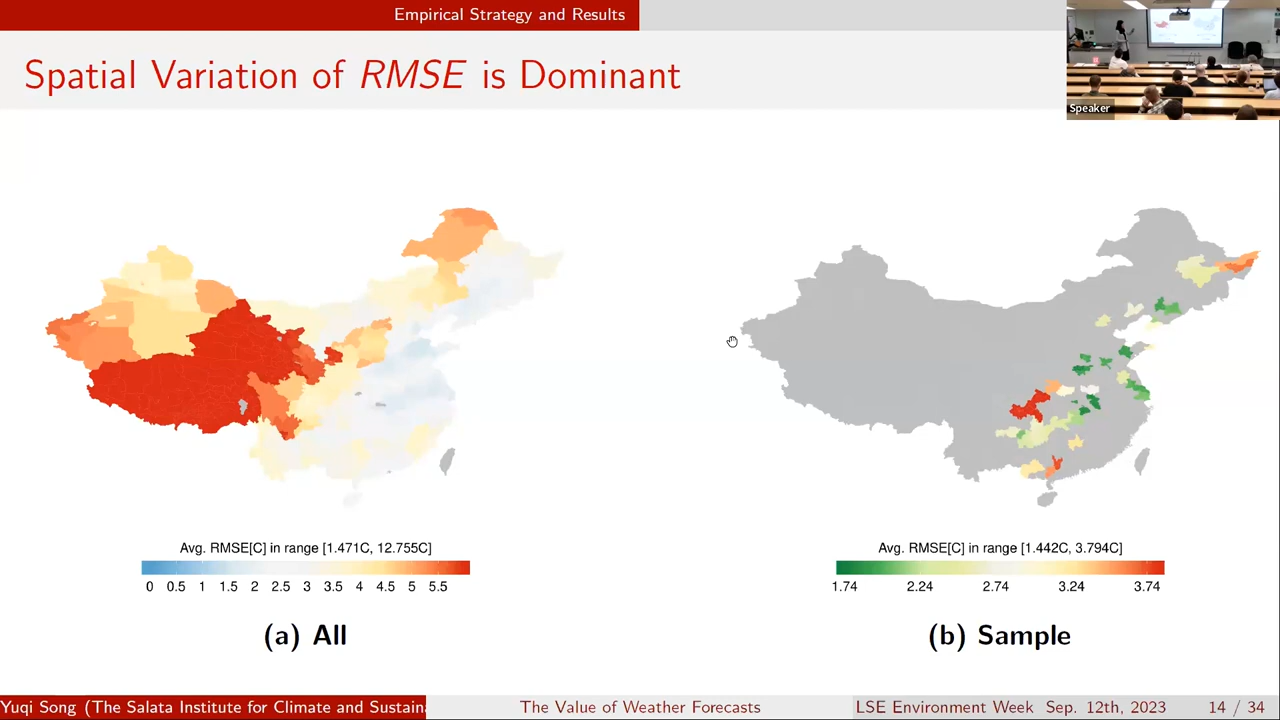 Empirical Strategy and Results
Spatial Variation of RMSE is Dominant
Speaker
Avg. RMSE[C] in range [1.471C, 12.755C]
0 0.5 1 1.5 2 2.5 3 3.5 4 4.5 5 5.5
(a) All
Avg. RMSE[C] in range [1.442C, 3.794C]
1.74 2.24 2.74 3.24 3.74
(b) Sample
Yuqi Song (The Salata Institute for Climate and Sustain
The Value of Weather Forecasts
LSE Environment Week Sep. 12th, 2023 14 / 34